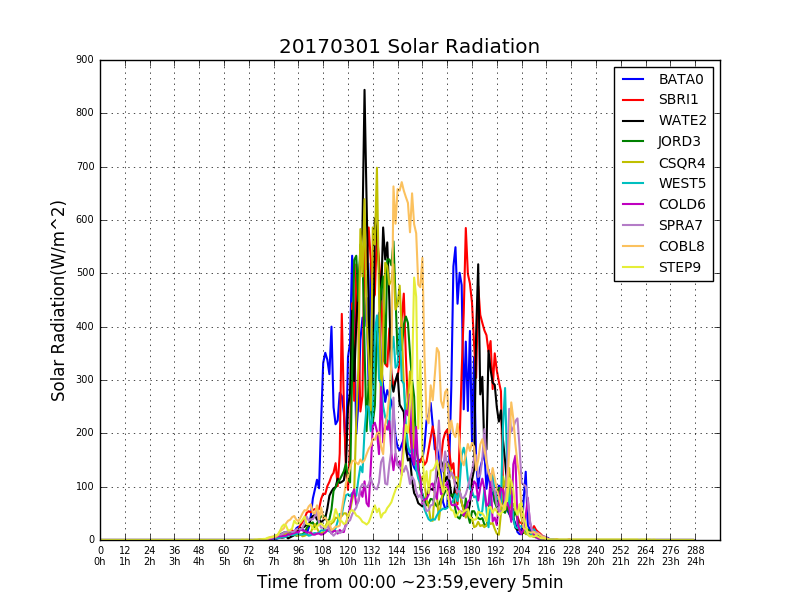 20170301 Solar Radiation
900
800
700
600
500
400
300
200
100
0
Solar Radiation(W/m^2)
BATA0
SBRI1
WATE2
JORD3
CSQR4
WEST5
COLD6
SPRA7
COBL8
STEP9
0 12 24 36 48 60 72 84 96 108 120 132 144 156 168 180 192 204 216 228 240 252 264 276 288
0h 1h 2h 3h 4h 5h 6h 7h 8h 9h 10h 11h 12h 13h 14h 15h 16h 17h 18h 19h 20h 21h 22h 23h 24h
Time from 00:00 ~23:59,every 5min